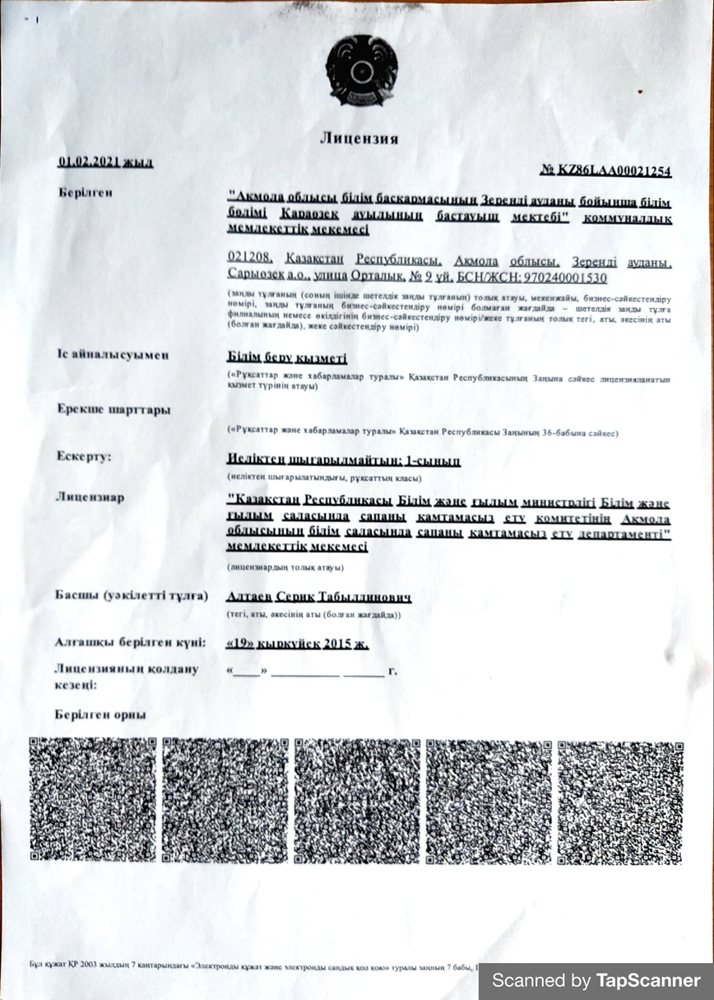 Лицензия
01.02.2021 жыл
№ KZ86LAA00021254
Берілген
"Ақмола облысы білім басқармасының Зеренді ауданы бойынша білім
бөлімі Қараөзек ауылының бастауыш мектебі" коммуналдық
мемлекеттік мекемесі
021208, Қазақстан Республикасы, Ақмола облысы, Зеренді ауданы,
Сарыөзек а.о., улица Орталық, № 9 үй, БСН/ЖСН: 970240001530
(заңды тұлғаның (соның ішінде шетелдік заңды тұлғаның) толық атауы, мекенжайы, бизнес-сәйкестендіру
нөмірі, заңды тұлғаның бизнес-сәйкестендіру нөмірі болмаған жағдайда – шетелдік заңды тұлға
филиалының немесе өкілдігінің бизнес-сәйкестендіру нөмірі/жеке тұлғаның толық тегі, аты, әкесінің аты
(болған жағдайда), жеке сәйкестендіру нөмірі)
Іс айналысуымен
Білім беру қызметі
(«Рұқсаттар және хабарламалар туралы» Қазақстан Республикасының Заңына сәйкес лицензияланатын
қызмет түрінің атауы)
Ерекше шарттары
(«Рұқсаттар және хабарламалар туралы» Қазақстан Республикасы Заңының 36-бабына сәйкес)
Ескерту:
Иеліктен шығарылмайтын; 1-сынып
(иеліктен шығарылатындығы, рұқсаттың класы)
Лицензиар
"Қазақстан Республикасы Білім және ғылым министрлігі Білім және
ғылым саласында сапаны қамтамасыз ету комитетінің Ақмола
облысының білім саласында сапаны қамтамасыз ету департаменті"
мемлекеттік мекемесі
(лицензиардың толық атауы)
Басшы (уәкілетті тұлға)
Алтаев Серик Табылдинович
(тегі, аты, әкесінің аты (болған жағдайда))
Алғашқы берілген күні:
«19» қыркүйек 2015 ж.
Лицензияның қолдану
кезеңі:
«____» __________ ______ г.
Берілген орны
Бұл құжат ҚР 2003 жылдың 7 қаңтарындағы «Электронды құжат және электронды сандық қол қою» туралы заңның 7 бабы, 1
Scanned by TapScanner